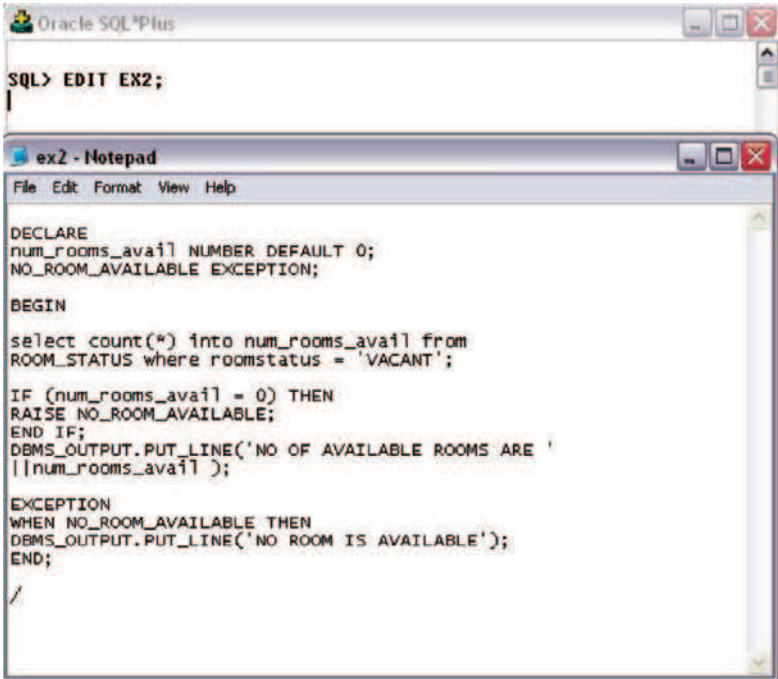 Oracle SQL*Plus
SQL> EDIT EX2;
ex2 - Notepad
File Edit Format View Help
DECLARE
num_rooms_avail NUMBER DEFAULT 0;
NO_ROOM_AVAILABLE EXCEPTION;
BEGIN
select count(*) into num_rooms_avail from
ROOM_STATUS where roomstatus = 'VACANT';
IF (num_rooms_avail = 0) THEN
RAISE NO_ROOM_AVAILABLE;
END IF;
DBMS_OUTPUT.PUT_LINE('NO OF AVAILABLE ROOMS ARE '
||num_rooms_avail );
EXCEPTION
WHEN NO_ROOM_AVAILABLE THEN
DBMS_OUTPUT.PUT_LINE('NO ROOM IS AVAILABLE');
END;
/